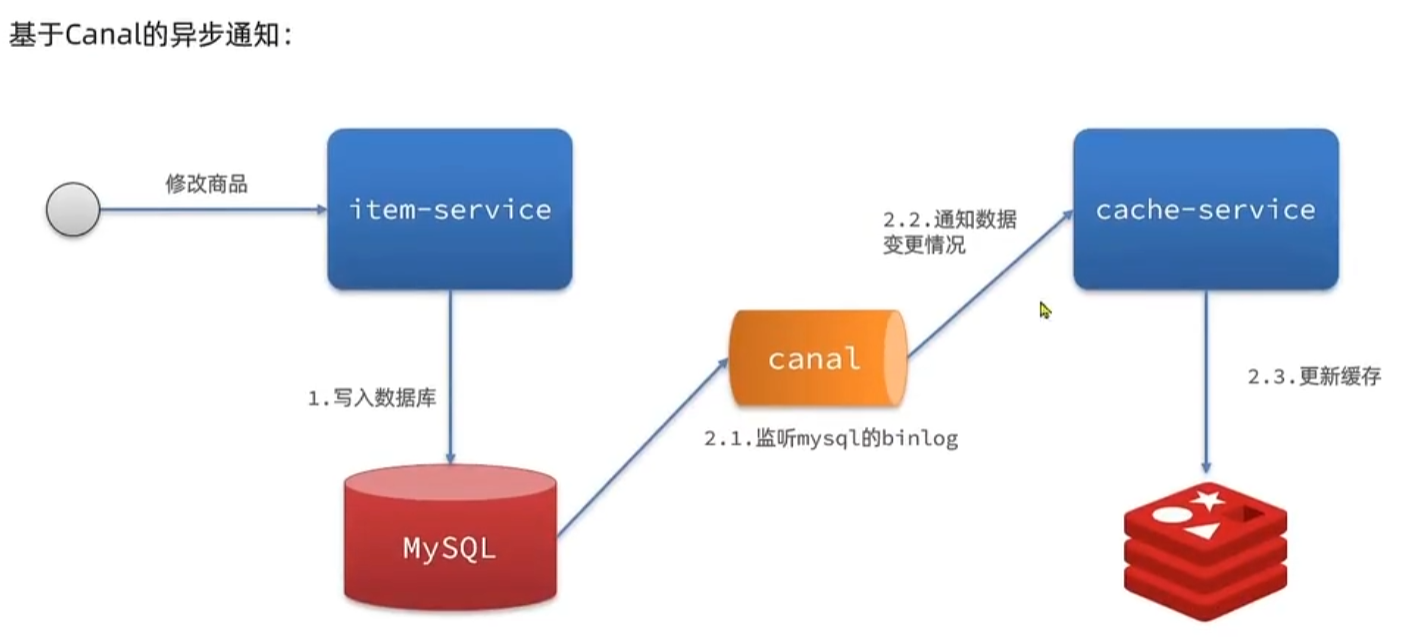 基于Canal的异步通知：
修改商品
item-service
cache-service
2.2.通知数据
变更情况
canal
1.写入数据库
2.3.更新缓存
2.1.监听mysql的binlog
MySQL